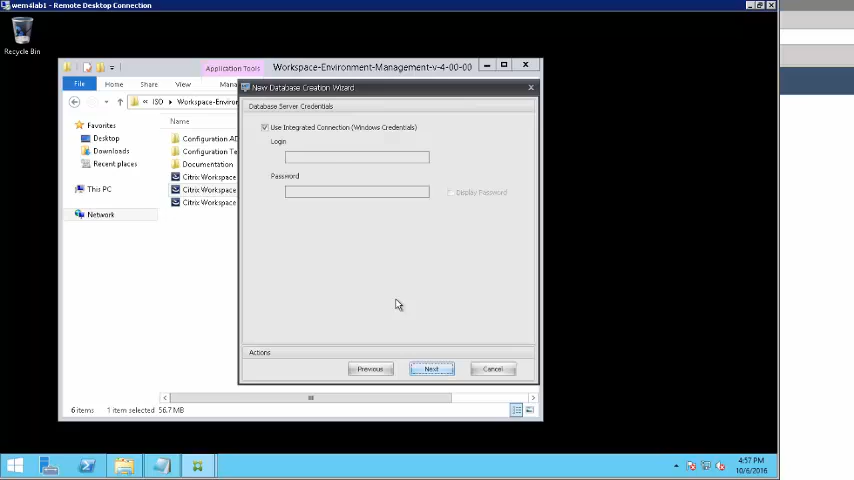 wem4lab1 - Remote Desktop Connection
Recycle Bin
Application Tools
Workspace-Environment-Management-v-4-00-00
File
Home
Share
View
Mana
ISO
Workspace-Environ
New Database Creation Wizard
Database Server Credentials
Use Integrated Connection (Windows Credentials)
Login
Password
Display Password
Actions
Previous
Next
Cancel
Favorites
Desktop
Downloads
Recent places
This PC
Network
Name
Configuration AD
Configuration Te
Documentation
Citrix Workspace
Citrix Workspace
Citrix Workspace
6 items
1 item selected 56.7 MB
4:57 PM
10/6/2016